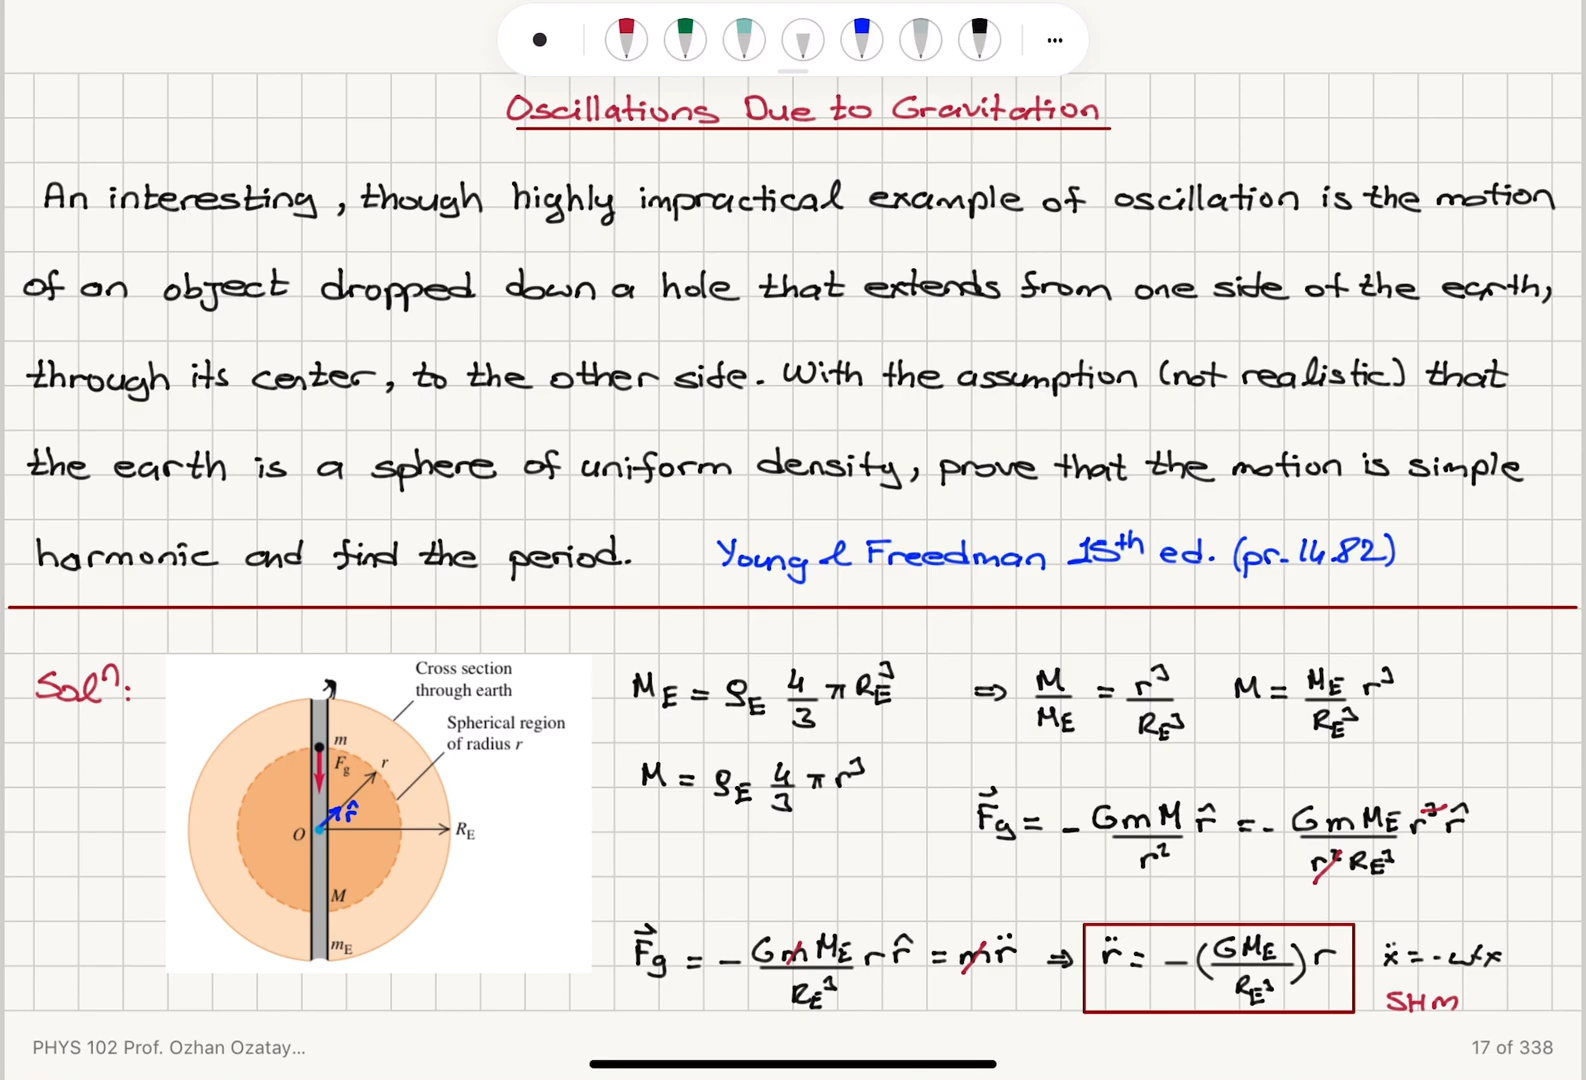 ...
Oscillations Due to Gravitation
An interesting, though highly impractical example of oscillation is the motion
of an object dropped down a hole that extends from one side of the earth,
through its center, to the other side. With the assumption (not realistic) that
the earth is a sphere of uniform density, prove that the motion is simple
harmonic and find the period. Young & Freedman 15th ed. (pr. 14.82)
Solⁿ:
Cross section
through earth
Spherical region
of radius r
m
F_g
r
r̂
O
R_E
M
m_E
M_E = ρ_E 4/3 π R_E³ ⇒ M/M_E = r³/R_E³ M = M_E/R_E³ r³
M = ρ_E 4/3 π r³
F⃗_g = - GmM/r² r̂ = - GmM_E/(r² R_E³) r³ r̂
F⃗_g = - GmM_E/R_E³ r r̂ = m r̈ ⇒ r̈ = -(GM_E/R_E³) r ẍ = -ω²x
SHM
PHYS 102 Prof. Ozhan Ozatay...
17 of 338